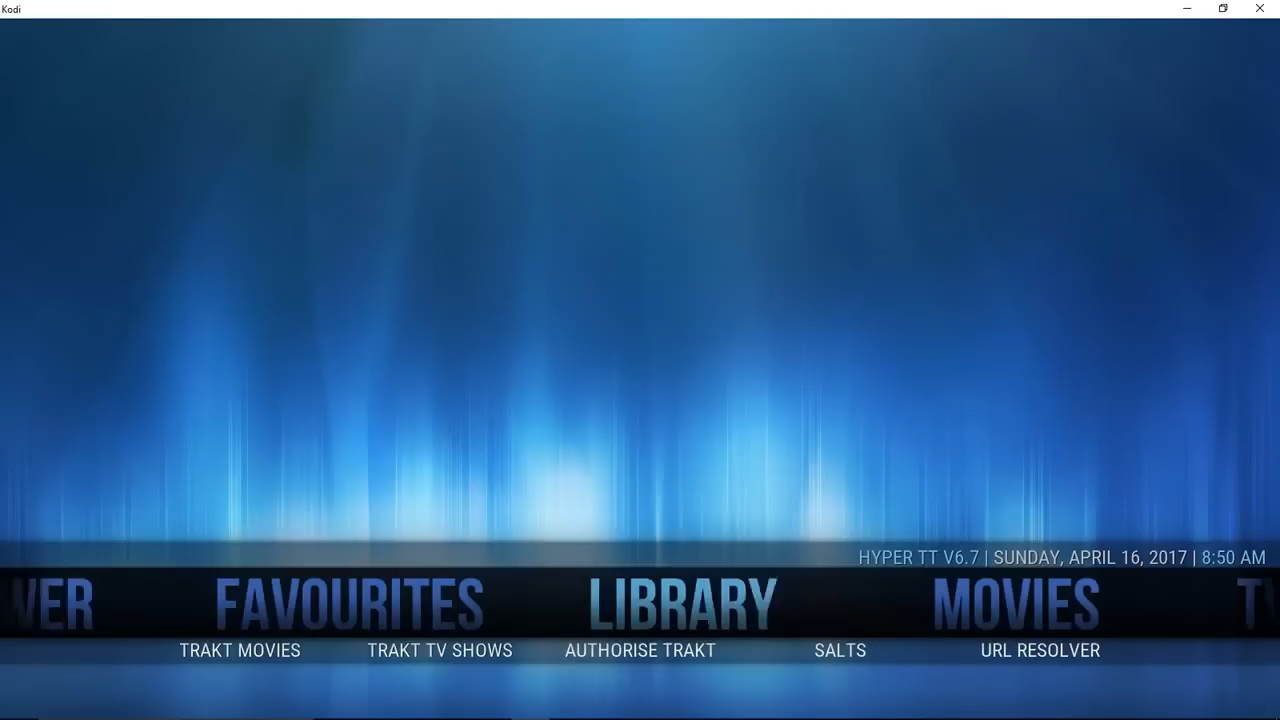 Kodi
HYPER TT V6.7 | SUNDAY, APRIL 16, 2017 | 8:50 AM
FAVOURITES LIBRARY MOVIES
TRAKT MOVIES TRAKT TV SHOWS AUTHORISE TRAKT SALTS URL RESOLVER